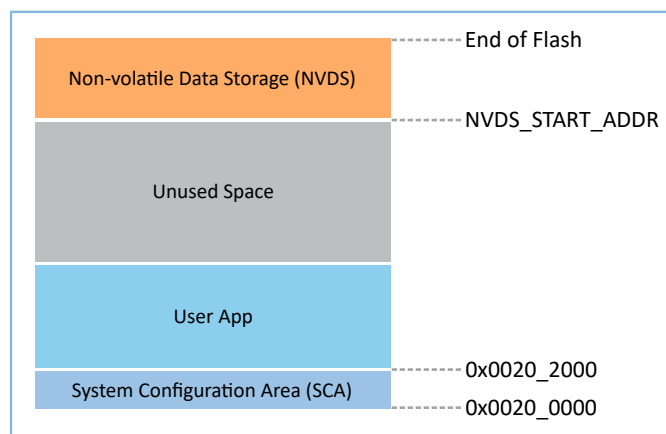 End of Flash
Non-volatile Data Storage (NVDS)
NVDS_START_ADDR
Unused Space
User App
0x0020_2000
System Configuration Area (SCA)
0x0020_0000